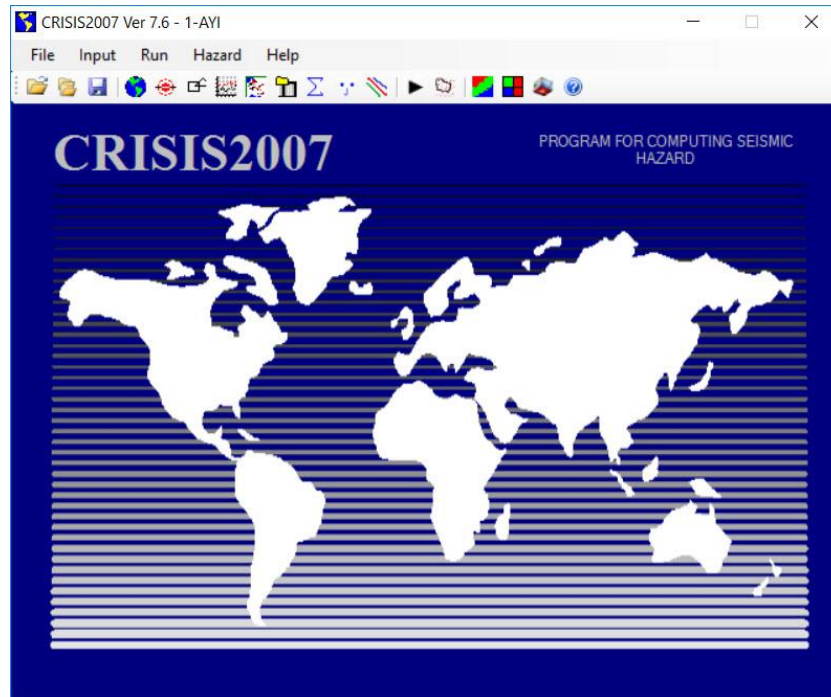 CRISIS2007 Ver 7.6 - 1-AYI
File Input Run Hazard Help
CRISIS2007
PROGRAM FOR COMPUTING SEISMIC
HAZARD